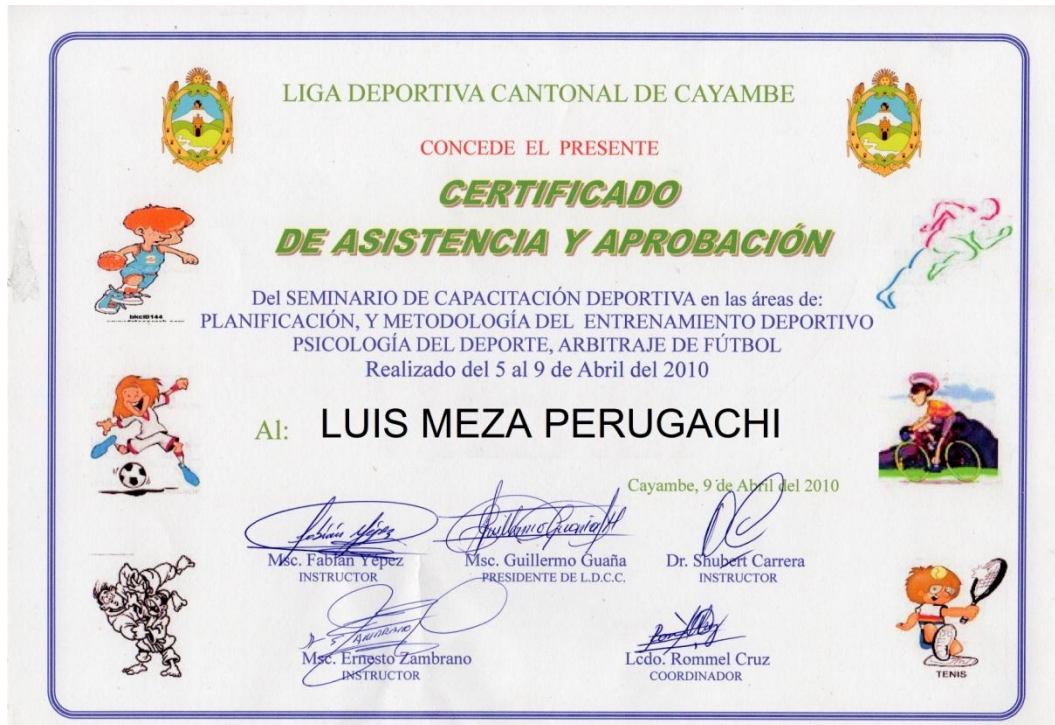 LIGA DEPORTIVA CANTONAL DE CAYAMBE
CONCEDE EL PRESENTE
CERTIFICADO
DE ASISTENCIA Y APROBACIÓN
Del SEMINARIO DE CAPACITACIÓN DEPORTIVA en las áreas de:
PLANIFICACIÓN, Y METODOLOGÍA DEL ENTRENAMIENTO DEPORTIVO
PSICOLOGÍA DEL DEPORTE, ARBITRAJE DE FÚTBOL
Realizado del 5 al 9 de Abril del 2010
Al: LUIS MEZA PERUGACHI
Cayambe, 9 de Abril del 2010
Fabián Yépez
Msc. Fabián Yépez
INSTRUCTOR
Msc. Guillermo Guaña
PRESIDENTE DE L.D.C.C.
Dr. Shubert Carrera
INSTRUCTOR
Msc. Ernesto Zambrano
INSTRUCTOR
Lcdo. Rommel Cruz
COORDINADOR
bkcl0144
TENIS